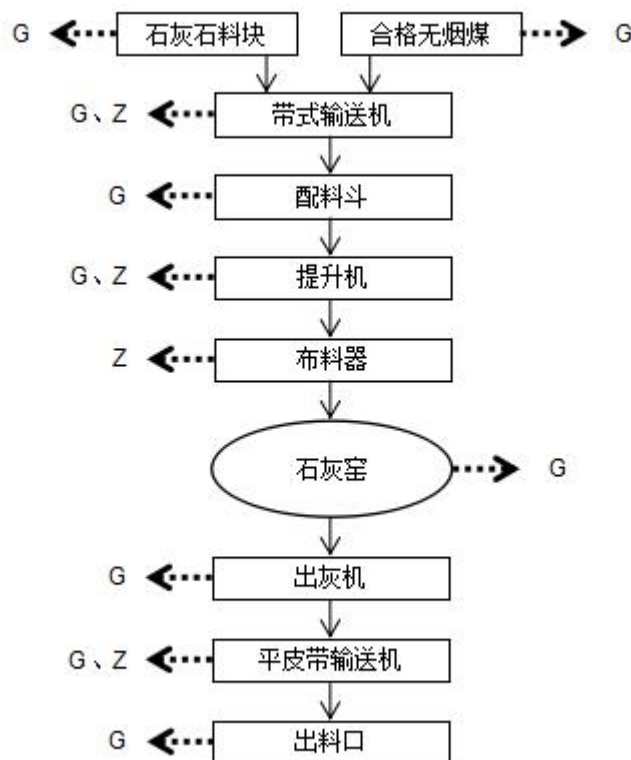 G 石灰石料块 合格无烟煤 G
G、Z 带式输送机
G 配料斗
G、Z 提升机
Z 布料器
石灰窑 G
G 出灰机
G、Z 平皮带输送机
G 出料口